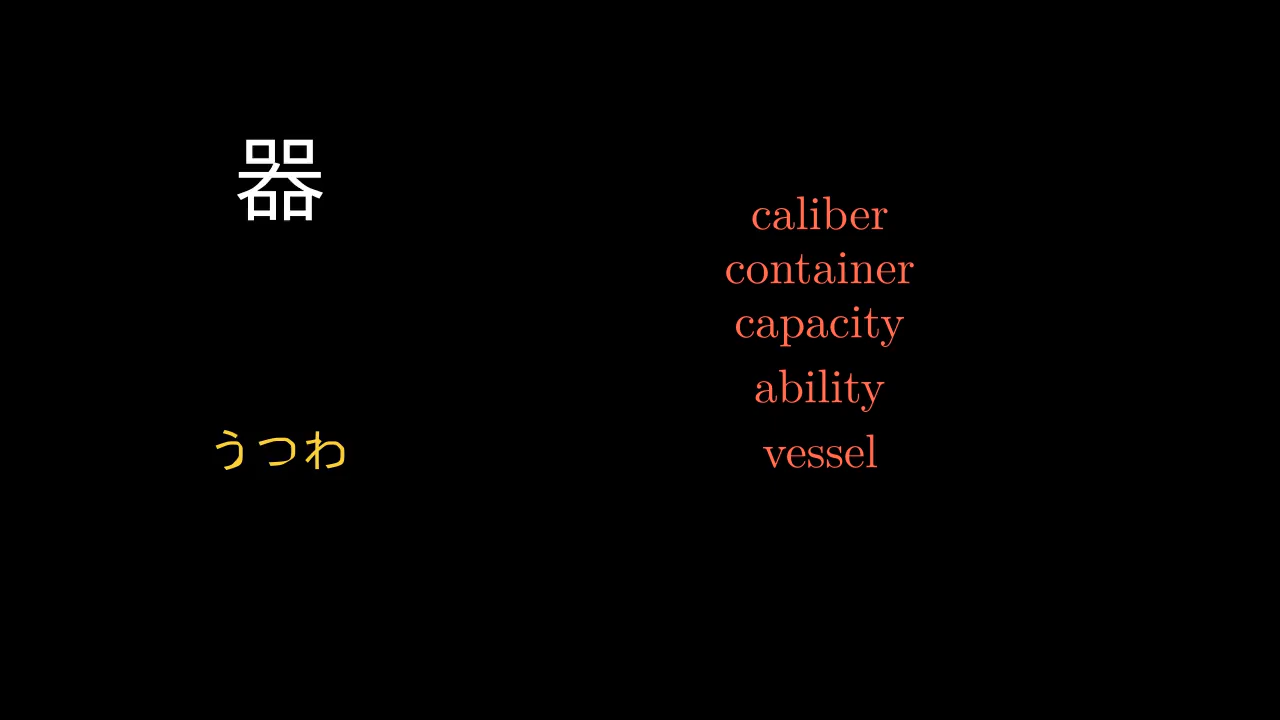 器
うつわ
caliber
container
capacity
ability
vessel